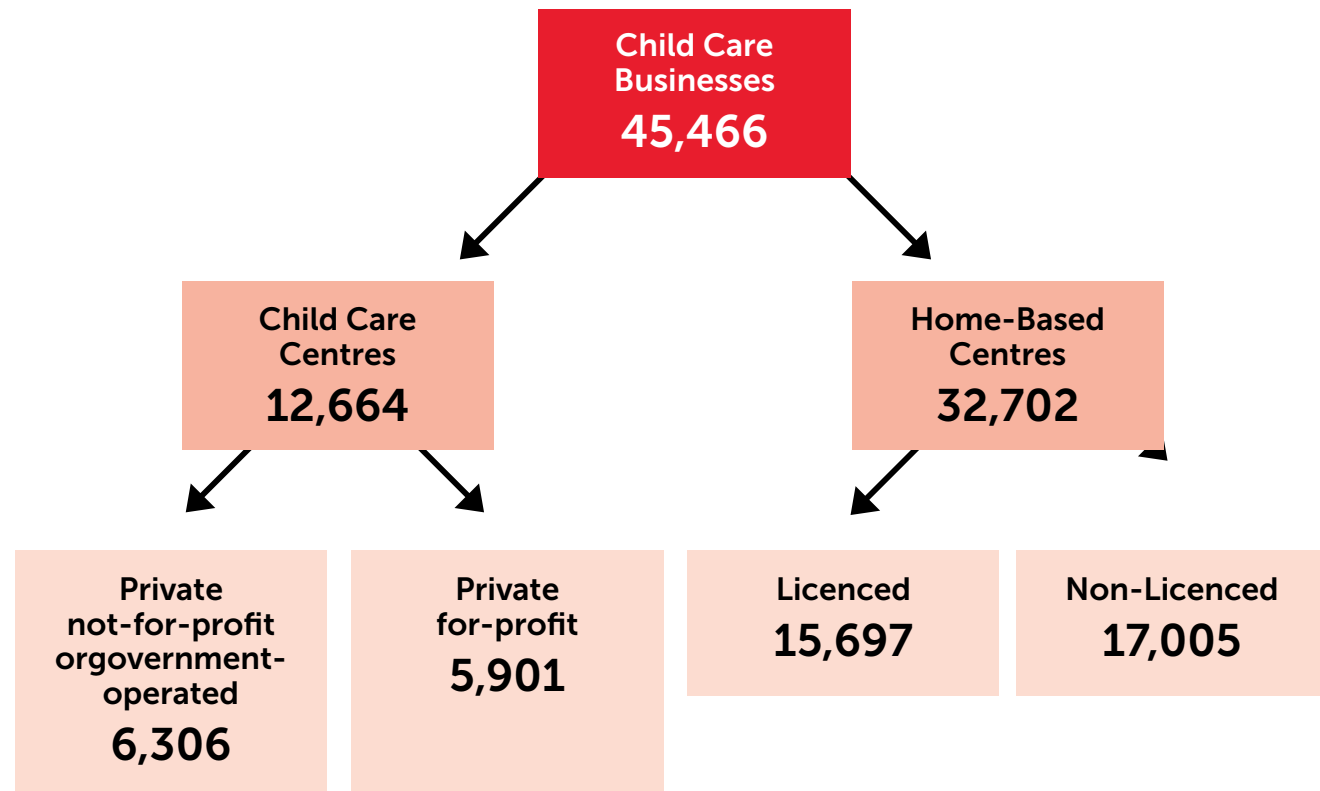 Child Care
Businesses
45,466
Child Care
Centres
12,664
Home-Based
Centres
32,702
Private
not-for-profit
orgovernment-
operated
6,306
Private
for-profit
5,901
Licenced
15,697
Non-Licenced
17,005